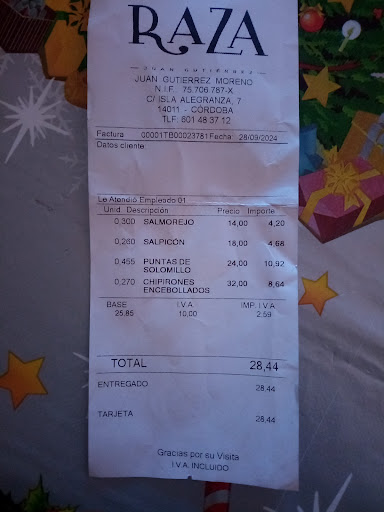 RAZA
JUAN GUTIÉRREZ
JUAN GUTIERREZ MORENO
N.I.F. 75.706.787-X
C/ ISLA ALEGRANZA, 7
14011 - CÓRDOBA
TLF: 601 48 37 12
Factura 00001TB00023781 Fecha: 28/09/2024
Datos cliente:
Le Atendió Empleado 01
Unid Descripción Precio Importe
0,300 SALMOREJO 14,00 4,20
0,260 SALPICÓN 18,00 4,68
0,455 PUNTAS DE 24,00 10,92
SOLOMILLO
0,270 CHIPIRONES 32,00 8,64
ENCEBOLLADOS
BASE I.V.A. IMP. I.V.A.
25,85 10,00 2,59
TOTAL 28,44
ENTREGADO 28,44
TARJETA 28,44
Gracias por su Visita
I.V.A. INCLUIDO